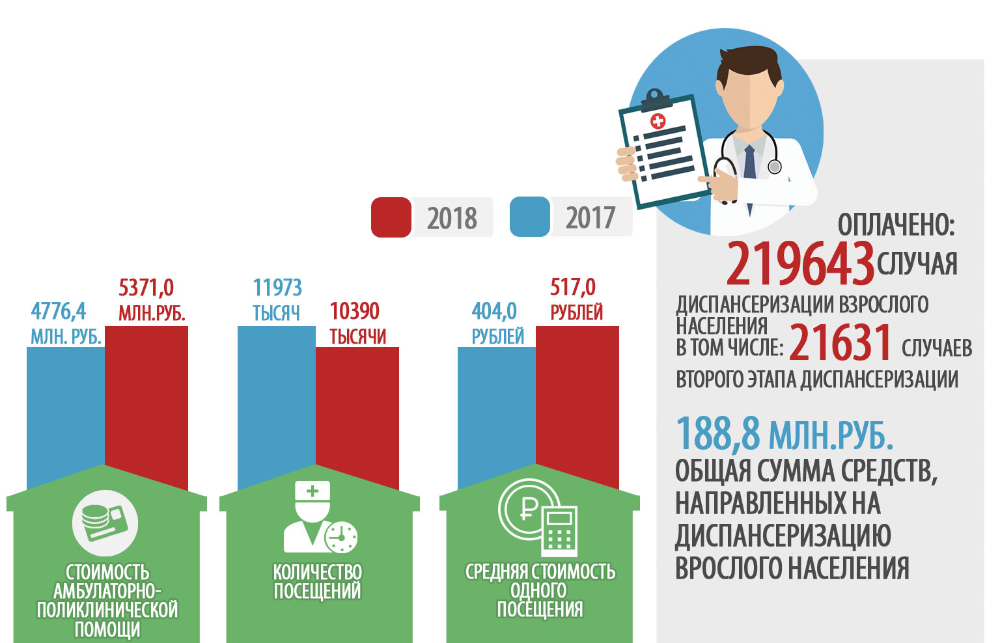 2018
2017
4776,4
МЛН. РУБ.
5371,0
МЛН.РУБ.
11973
ТЫСЯЧ
10390
ТЫСЯЧИ
404,0
РУБЛЕЙ
517,0
РУБЛЕЙ
СТОИМОСТЬ
АМБУЛАТОРНО-
ПОЛИКЛИНИЧЕСКОЙ
ПОМОЩИ
КОЛИЧЕСТВО
ПОСЕЩЕНИЙ
СРЕДНЯЯ СТОИМОСТЬ
ОДНОГО
ПОСЕЩЕНИЯ
ОПЛАЧЕНО:
219643 СЛУЧАЯ
ДИСПАНСЕРИЗАЦИИ ВЗРОСЛОГО
НАСЕЛЕНИЯ
В ТОМ ЧИСЛЕ: 21631 СЛУЧАЕВ
ВТОРОГО ЭТАПА ДИСПАНСЕРИЗАЦИИ
188,8 МЛН.РУБ.
ОБЩАЯ СУММА СРЕДСТВ,
НАПРАВЛЕННЫХ НА
ДИСПАНСЕРИЗАЦИЮ
ВРОСЛОГО НАСЕЛЕНИЯ